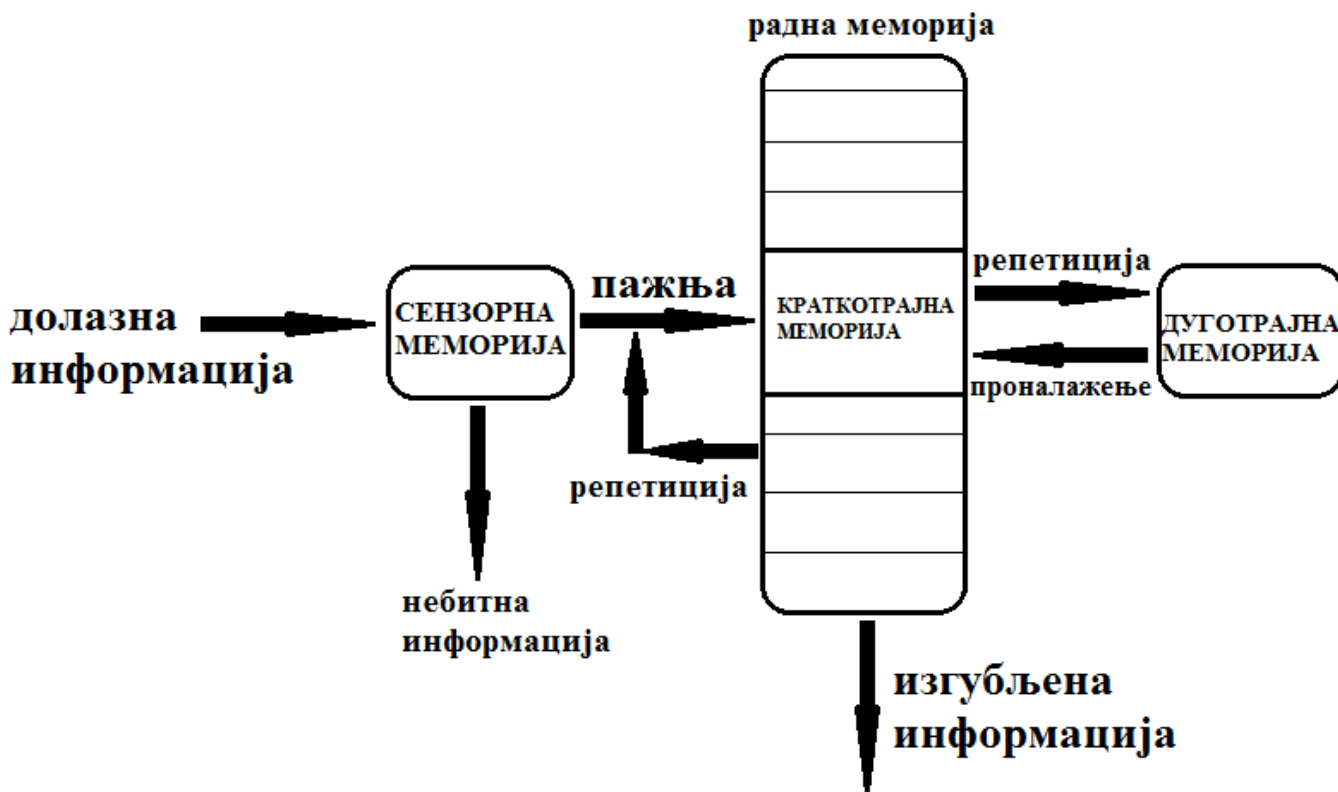 радна меморија
долазна
информација
СЕНЗОРНА
МЕМОРИЈА
пажња
КРАТКОТРАЈНА
МЕМОРИЈА
репетиција
ДУГОТРАЈНА
МЕМОРИЈА
проналажење
репетиција
небитна
информација
изгубљена
информација